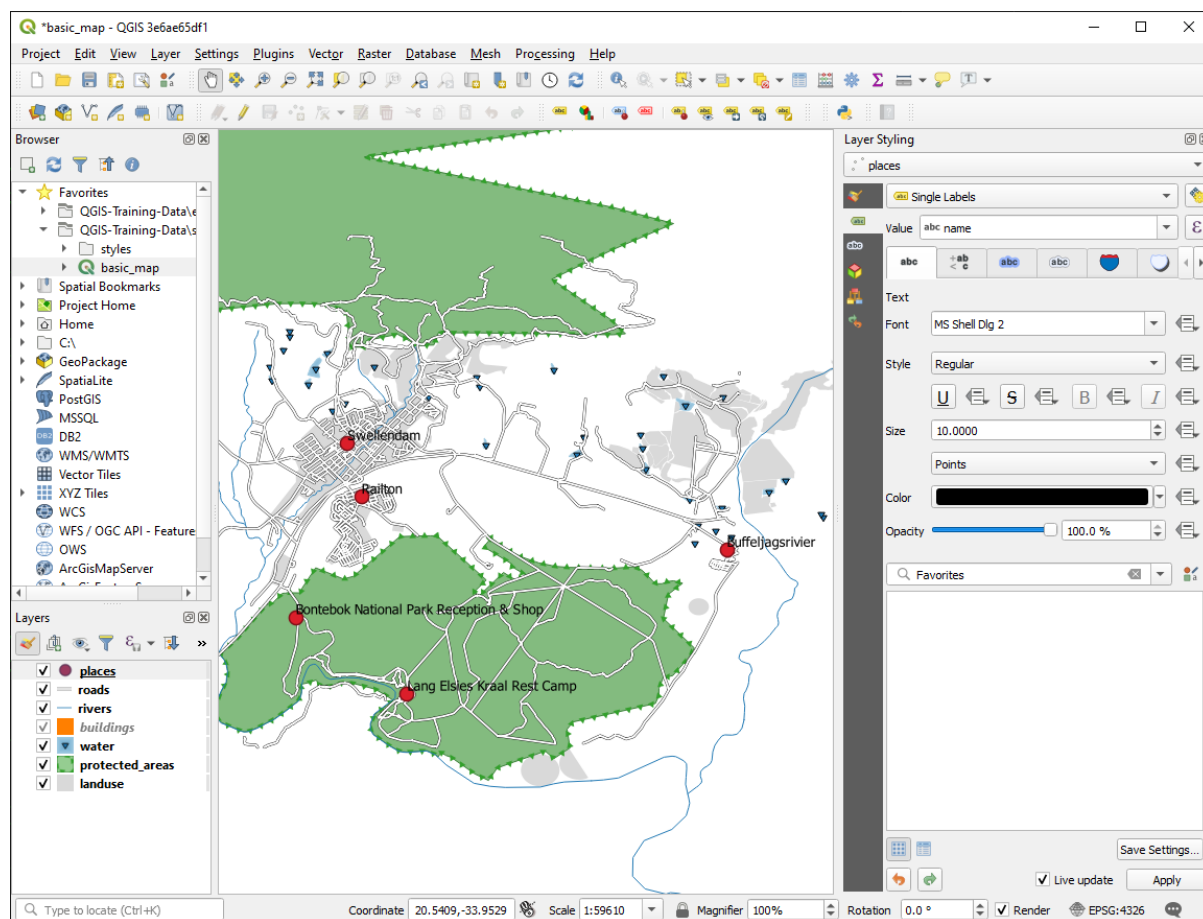 *basic_map - QGIS 3e6ae65df1
Project Edit View Layer Settings Plugins Vector Raster Database Mesh Processing Help
Browser
Favorites
QGIS-Training-Data\e
QGIS-Training-Data\s
styles
basic_map
Spatial Bookmarks
Project Home
Home
C:\
GeoPackage
SpatiaLite
PostGIS
MSSQL
DB2
WMS/WMTS
Vector Tiles
XYZ Tiles
WCS
WFS / OGC API - Feature
OWS
ArcGisMapServer
Layers
places
roads
rivers
buildings
water
protected_areas
landuse
Swellendam
Railton
Buffeljagsrivier
Bontebok National Park Reception & Shop
Lang Elsies Kraal Rest Camp
Layer Styling
places
Single Labels
Value abc name
Text
Font MS Shell Dlg 2
Style Regular
U S B I
Size 10.0000
Points
Color
Opacity 100.0 %
Favorites
Save Settings...
Live update Apply
Type to locate (Ctrl+K) Coordinate 20.5409,-33.9529 Scale 1:59610 Magnifier 100% Rotation 0.0 ° Render EPSG:4326